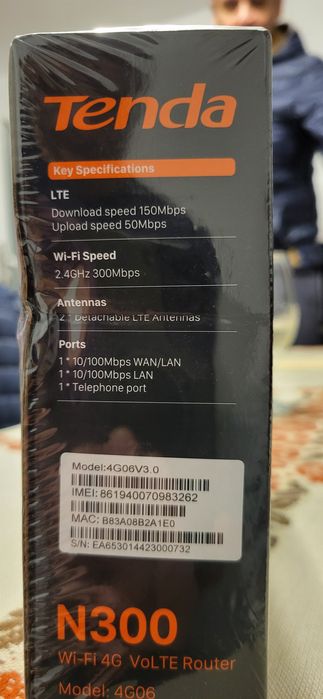 Tenda
Key Specifications
LTE
Download speed 150Mbps
Upload speed 50Mbps
Wi-Fi Speed
2.4GHz 300Mbps
Antennas
2 * Detachable LTE Antennas
Ports
1 * 10/100Mbps WAN/LAN
1 * 10/100Mbps LAN
1 * Telephone port
Model:4G06V3.0
IMEI: 861940070983262
MAC: B83A08B2A1E0
S/N: EA653014423000732
N300
Wi-Fi 4G VoLTE Router
Model: 4G06